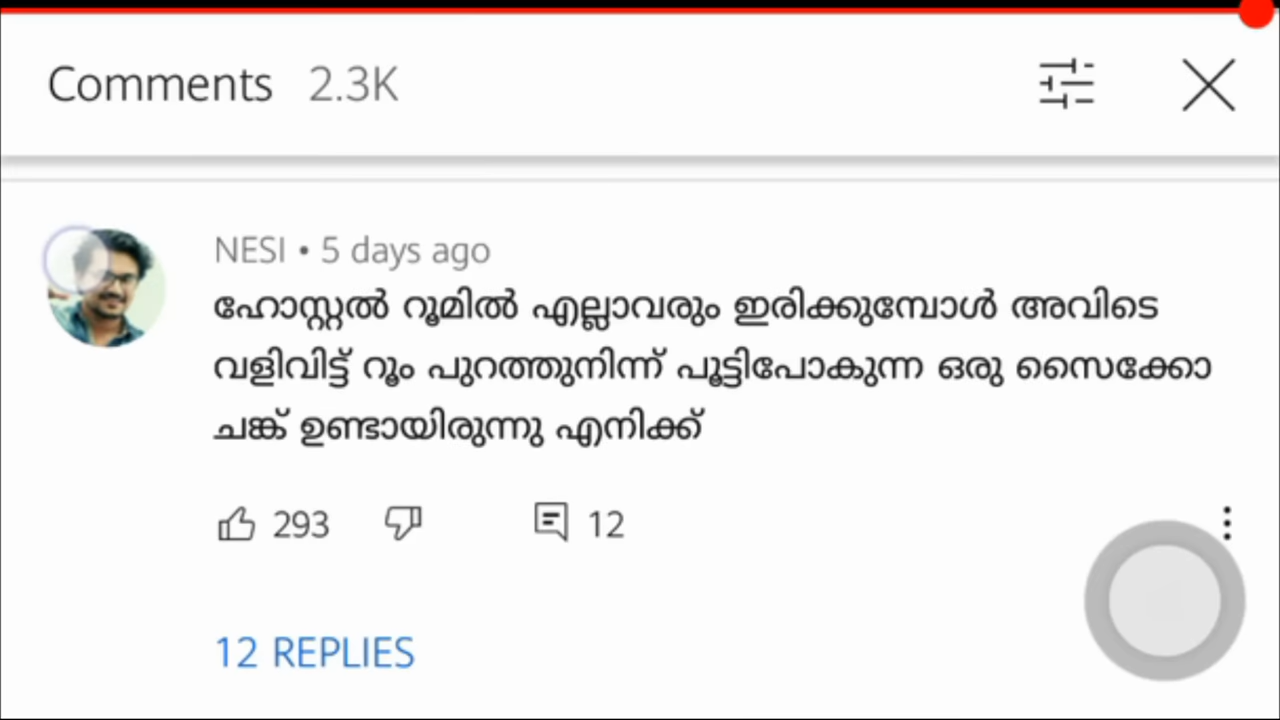 Comments 2.3K
NESI • 5 days ago
ഹോസ്റ്റൽ റൂമിൽ എല്ലാവരും ഇരിക്കുമ്പോൾ അവിടെ
വളിവിട്ട് റൂം പുറത്തുനിന്ന് പൂട്ടിപോകുന്ന ഒരു സൈക്കോ
ചങ്ക് ഉണ്ടായിരുന്നു എനിക്ക്
293 12
12 REPLIES